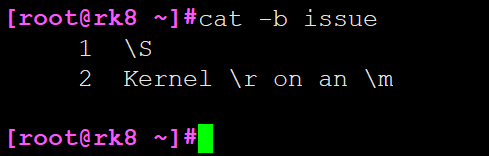 [root@rk8 ~]#cat -b issue
     1  \S
     2  Kernel \r on an \m
[root@rk8 ~]#